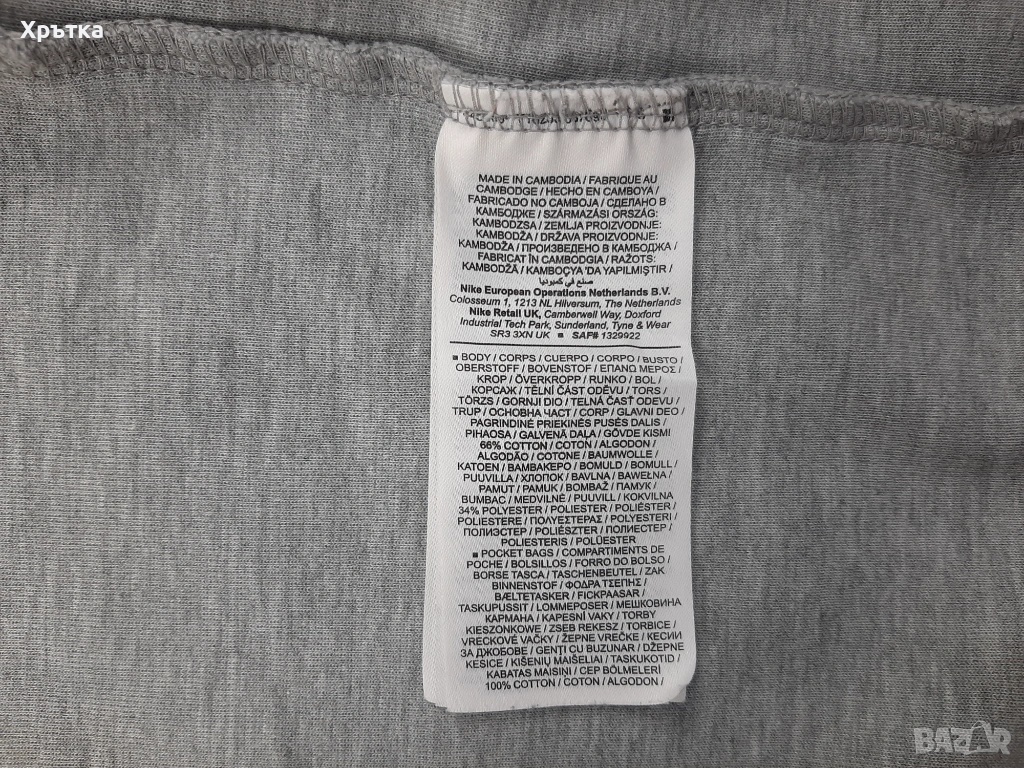 Хрътка
MADE IN CAMBODIA / FABRIQUE AU
CAMBODGE / HECHO EN CAMBOYA /
FABRICADO NO CAMBOJA / СДЕЛАНО В
КАМБОДЖЕ / SZÁRMAZÁSI ORSZÁG:
KAMBODZSA / ZEMLJA PROIZVODNJE:
KAMBODŽA / DRŽAVA PROIZVODNJE:
KAMBODŽA / ПРОИЗВЕДЕНО В КАМБОДЖА /
FABRICAT ÎN CAMBODGIA / RAŽOTS:
KAMBODŽĀ / KAMBOÇYA 'DA YAPILMIŞTIR /
صنع في كمبوديا
Nike European Operations Netherlands B.V.
Colosseum 1, 1213 NL Hilversum, The Netherlands
Nike Retail UK, Camberwell Way, Doxford
Industrial Tech Park, Sunderland, Tyne & Wear
SR3 3XN UK ■ SAP# 1329922
■ BODY / CORPS / CUERPO / CORPO / BUSTO /
OBERSTOFF / BOVENSTOF / ΕΠΑΝΩ ΜΕΡΟΣ /
KROP / ÖVERKROPP / RUNKO / BOL /
КОРСАЖ / TĚLNÍ ČÁST ODĚVU / TORS /
TÖRZS / GORNJI DIO / TELNÁ ČASŤ ODEVU /
TRUP / ОСНОВНА ЧАСТ / CORP / GLAVNI DEO /
PAGRINDINĖ PRIEKINĖS PUSĖS DALIS /
PIHAOSA / GALVENĀ DAĻA / GÖVDE KISMI
66% COTTON / COTON / ALGODON /
ALGODÃO / COTONE / BAUMWOLLE /
KATOEN / ΒΑΜΒΑΚΕΡΟ / BOMULD / BOMULL /
PUUVILLA / ХЛОПОК / BAVLNA / BAWEŁNA /
PAMUT / PAMUK / BOMBAŽ / ПАМУК /
BUMBAC / MEDVILNĖ / PUUVILL / KOKVILNA
34% POLYESTER / POLIESTER / POLIÉSTER /
POLIESTERE / ΠΟΛΥΕΣΤΕΡΑΣ / POLYESTERI /
ПОЛИЭСТЕР / POLIÉSZTER / ПОЛИЕСТЕР /
POLIESTERIS / POLÜESTER
■ POCKET BAGS / COMPARTIMENTS DE
POCHE / BOLSILLOS / FORRO DO BOLSO /
BORSE TASCA / TASCHENBEUTEL / ZAK
BINNENSTOF / ΦΟΔΡΑ ΤΣΕΠΗΣ /
BÆLTETASKER / FICKPAASAR /
TASKUPUSSIT / LOMMEPOSER / МЕШКОВИНА
КАРМАНА / KAPESNÍ VAKY / TORBY
KIESZONKOWE / ZSEB REKESZ / TORBICE /
VRECKOVÉ VAČKY / ŽEPNE VREČKE / КЕСИИ
ЗА ДЖОБОВЕ / GENŢI CU BUZUNAR / DŽEPNE
KESICE / KIŠENIŲ MAIŠELIAI / TASKUKOTID /
KABATAS MAISIŅI / CEP BÖLMELERİ
100% COTTON / COTON / ALGODON /
BAZAR